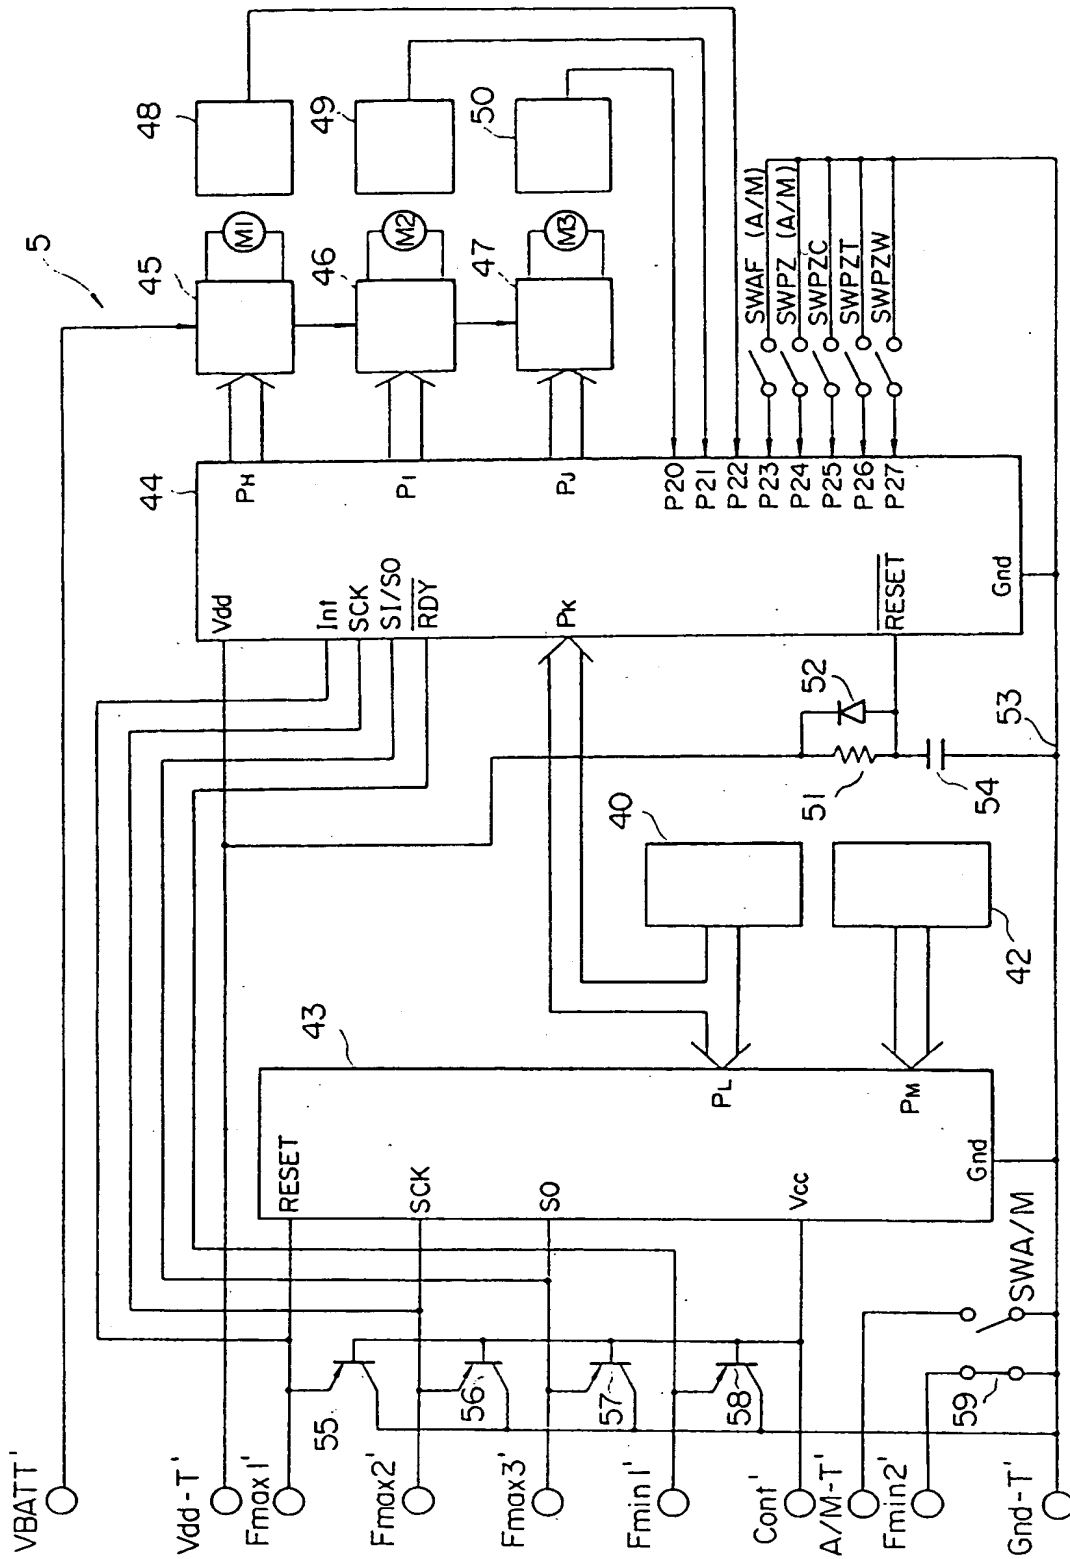 VBATT'
Vdd-T'
Fmax1'
Fmax2'
Fmax3'
Fmin1'
Cont'
A/M-T'
Fmin2'
Gnd-T'
55
56
57
58
59
SWA/M
43
RESET
SCK
SO
Vcc
Gnd
PL
PM
40
42
51
52
53
54
44
Vdd
Int
SCK
SI/SO
RDY
PK
RESET
Gnd
PH
PI
PJ
P20
P21
P22
P23
P24
P25
P26
P27
5
45
46
47
M1
M2
M3
48
49
50
SWAF (A/M)
SWPZ (A/M)
SWPZC
SWPZT
SWPZW